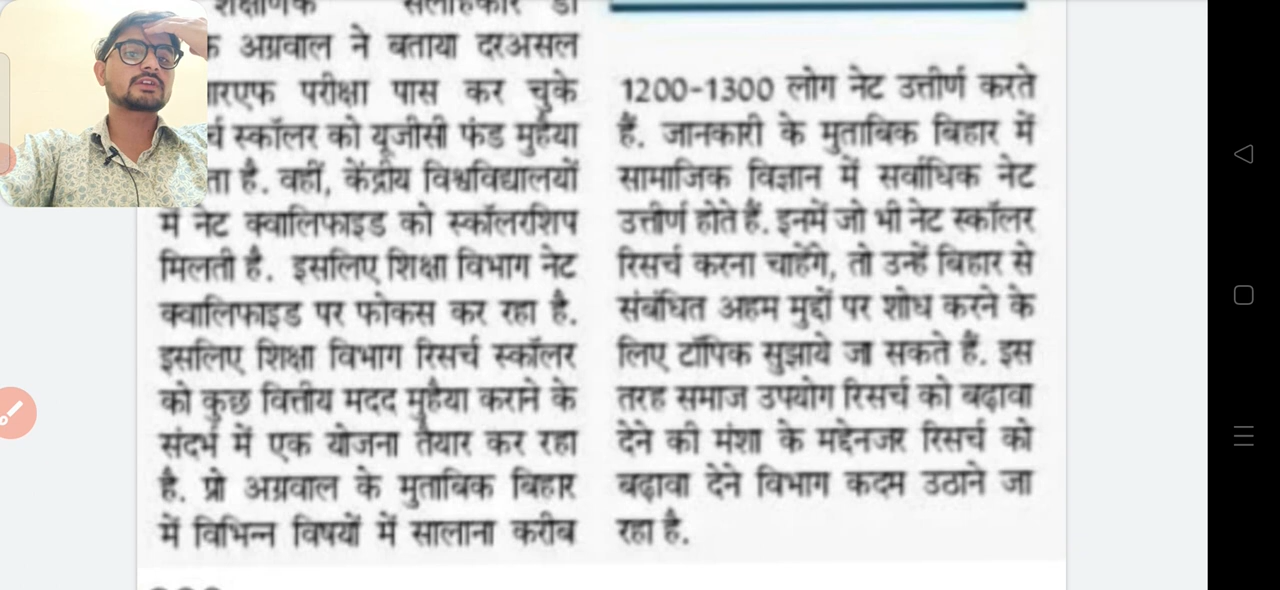 सलाहकार डॉ
अग्रवाल ने बताया दरअसल
परीक्षा पास कर चुके
स्कॉलर को यूजीसी फंड मुहैया
है. वहीं, केंद्रीय विश्वविद्यालयों
में नेट क्वालिफाइड को स्कॉलरशिप
मिलती है. इसलिए शिक्षा विभाग नेट
क्वालिफाइड पर फोकस कर रहा है.
इसलिए शिक्षा विभाग रिसर्च स्कॉलर
को कुछ वित्तीय मदद मुहैया कराने के
संदर्भ में एक योजना तैयार कर रहा
है. प्रो अग्रवाल के मुताबिक बिहार
में विभिन्न विषयों में सालाना करीब
1200-1300 लोग नेट उत्तीर्ण करते
हैं. जानकारी के मुताबिक बिहार में
सामाजिक विज्ञान में सर्वाधिक नेट
उत्तीर्ण होते हैं. इनमें जो भी नेट स्कॉलर
रिसर्च करना चाहेंगे, तो उन्हें बिहार से
संबंधित अहम मुद्दों पर शोध करने के
लिए टॉपिक सुझाये जा सकते हैं. इस
तरह समाज उपयोग रिसर्च को बढ़ावा
देने की मंशा के मद्देनजर रिसर्च को
बढ़ावा देने विभाग कदम उठाने जा
रहा है.